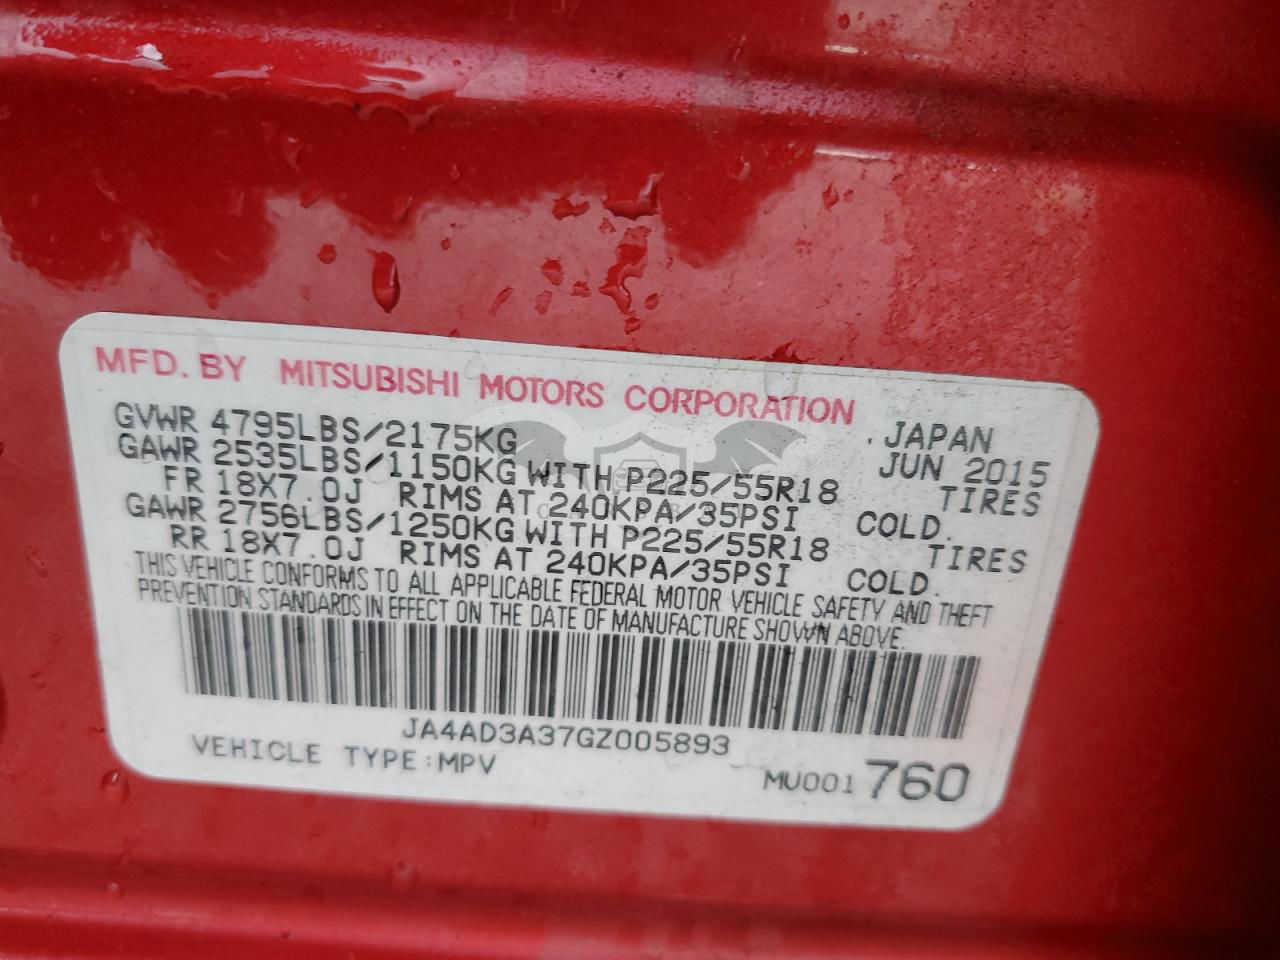 MFD. BY MITSUBISHI MOTORS CORPORATION
. JAPAN
GVWR 4795LBS/2175KG JUN 2015
GAWR 2535LBS/1150KG WITH P225/55R18 TIRES
FR 18X7.0J RIMS AT 240KPA/35PSI COLD.
GAWR 2756LBS/1250KG WITH P225/55R18 TIRES
RR 18X7.0J RIMS AT 240KPA/35PSI COLD.
THIS VEHICLE CONFORMS TO ALL APPLICABLE FEDERAL MOTOR VEHICLE SAFETY AND THEFT
PREVENTION STANDARDS IN EFFECT ON THE DATE OF MANUFACTURE SHOWN ABOVE.
JA4AD3A37GZ005893
VEHICLE TYPE:MPV MU001 760